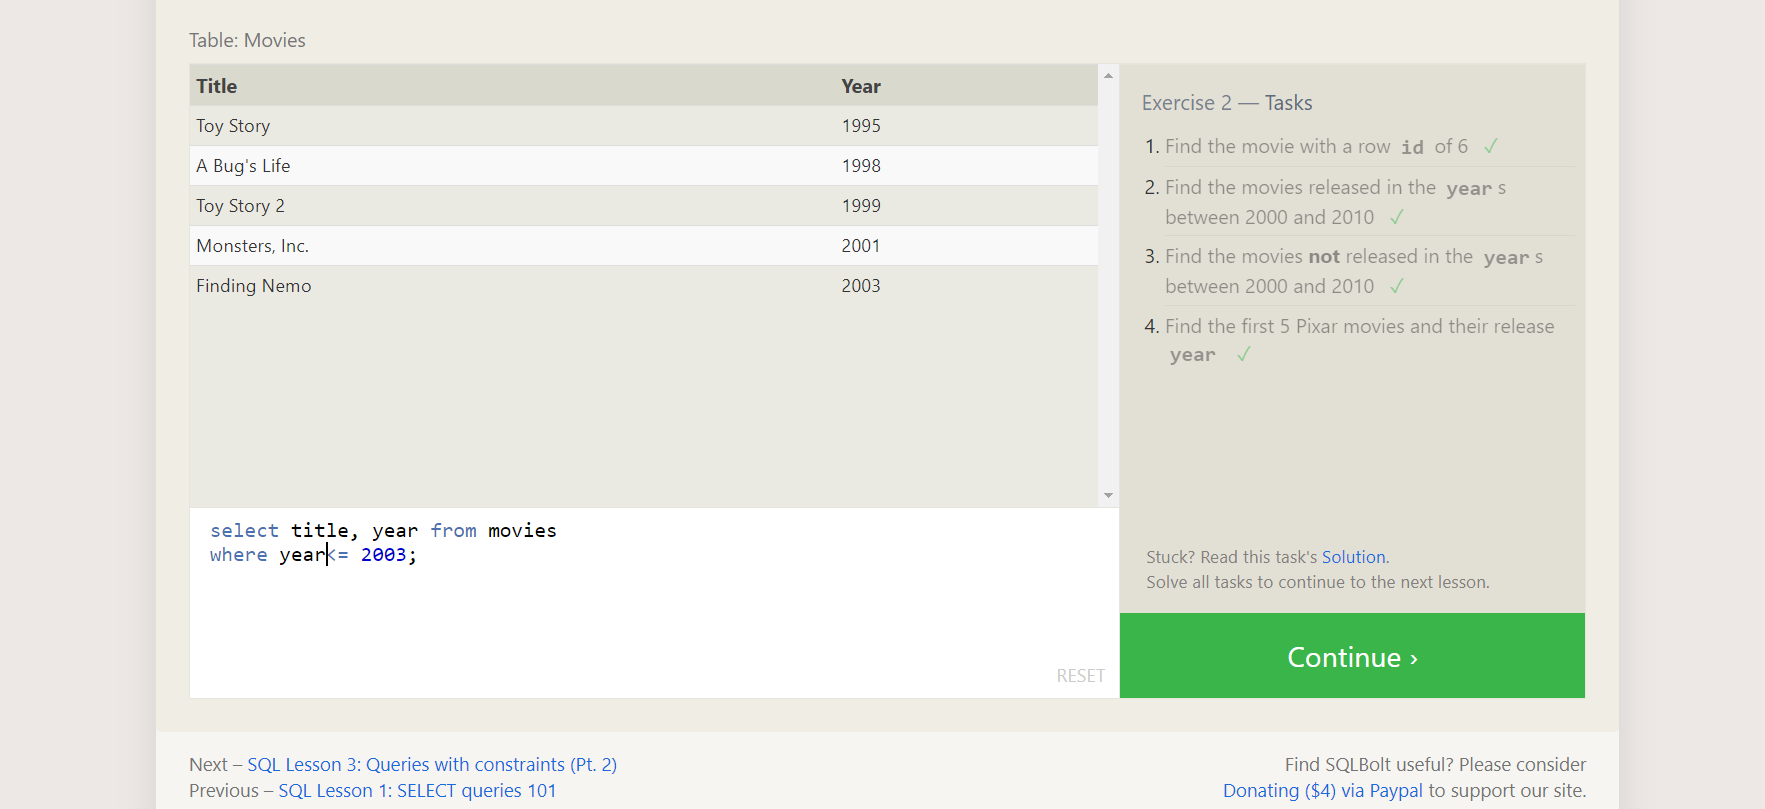 Table: Movies
Title Year
Toy Story 1995
A Bug's Life 1998
Toy Story 2 1999
Monsters, Inc. 2001
Finding Nemo 2003
select title, year from movies
where year<= 2003;
RESET
Exercise 2 — Tasks
1. Find the movie with a row id of 6 ✓
2. Find the movies released in the year s
between 2000 and 2010 ✓
3. Find the movies not released in the year s
between 2000 and 2010 ✓
4. Find the first 5 Pixar movies and their release
year ✓
Stuck? Read this task's Solution.
Solve all tasks to continue to the next lesson.
Continue ›
Next – SQL Lesson 3: Queries with constraints (Pt. 2)
Previous – SQL Lesson 1: SELECT queries 101
Find SQLBolt useful? Please consider
Donating ($4) via Paypal to support our site.